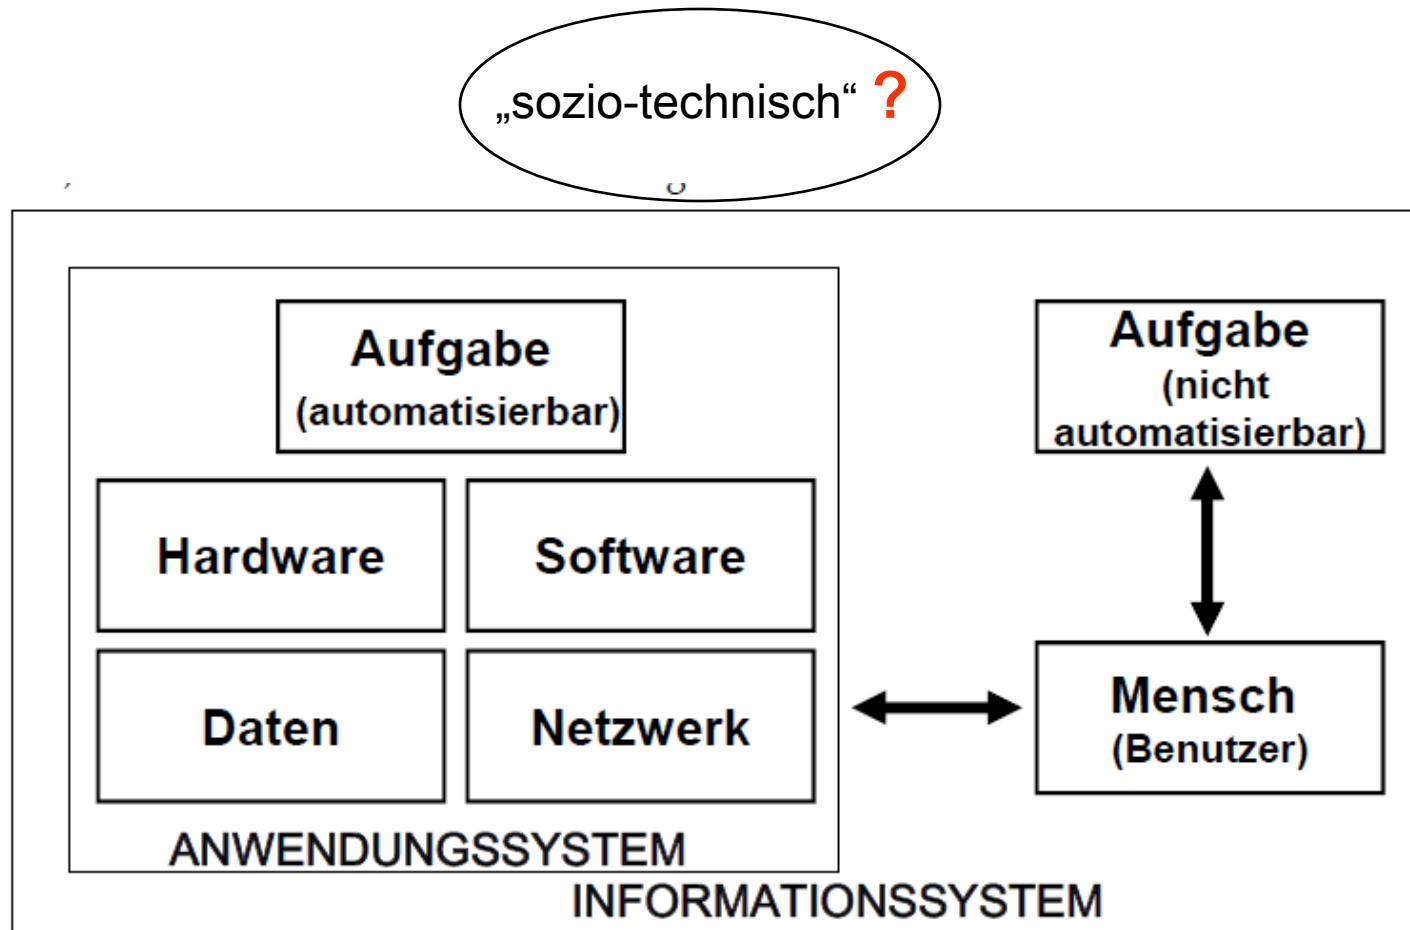 „sozio-technisch“ ?
Aufgabe
(automatisierbar)
Aufgabe
(nicht
automatisierbar)
Hardware
Software
Daten
Netzwerk
Mensch
(Benutzer)
ANWENDUNGSSYSTEM
INFORMATIONSSYSTEM